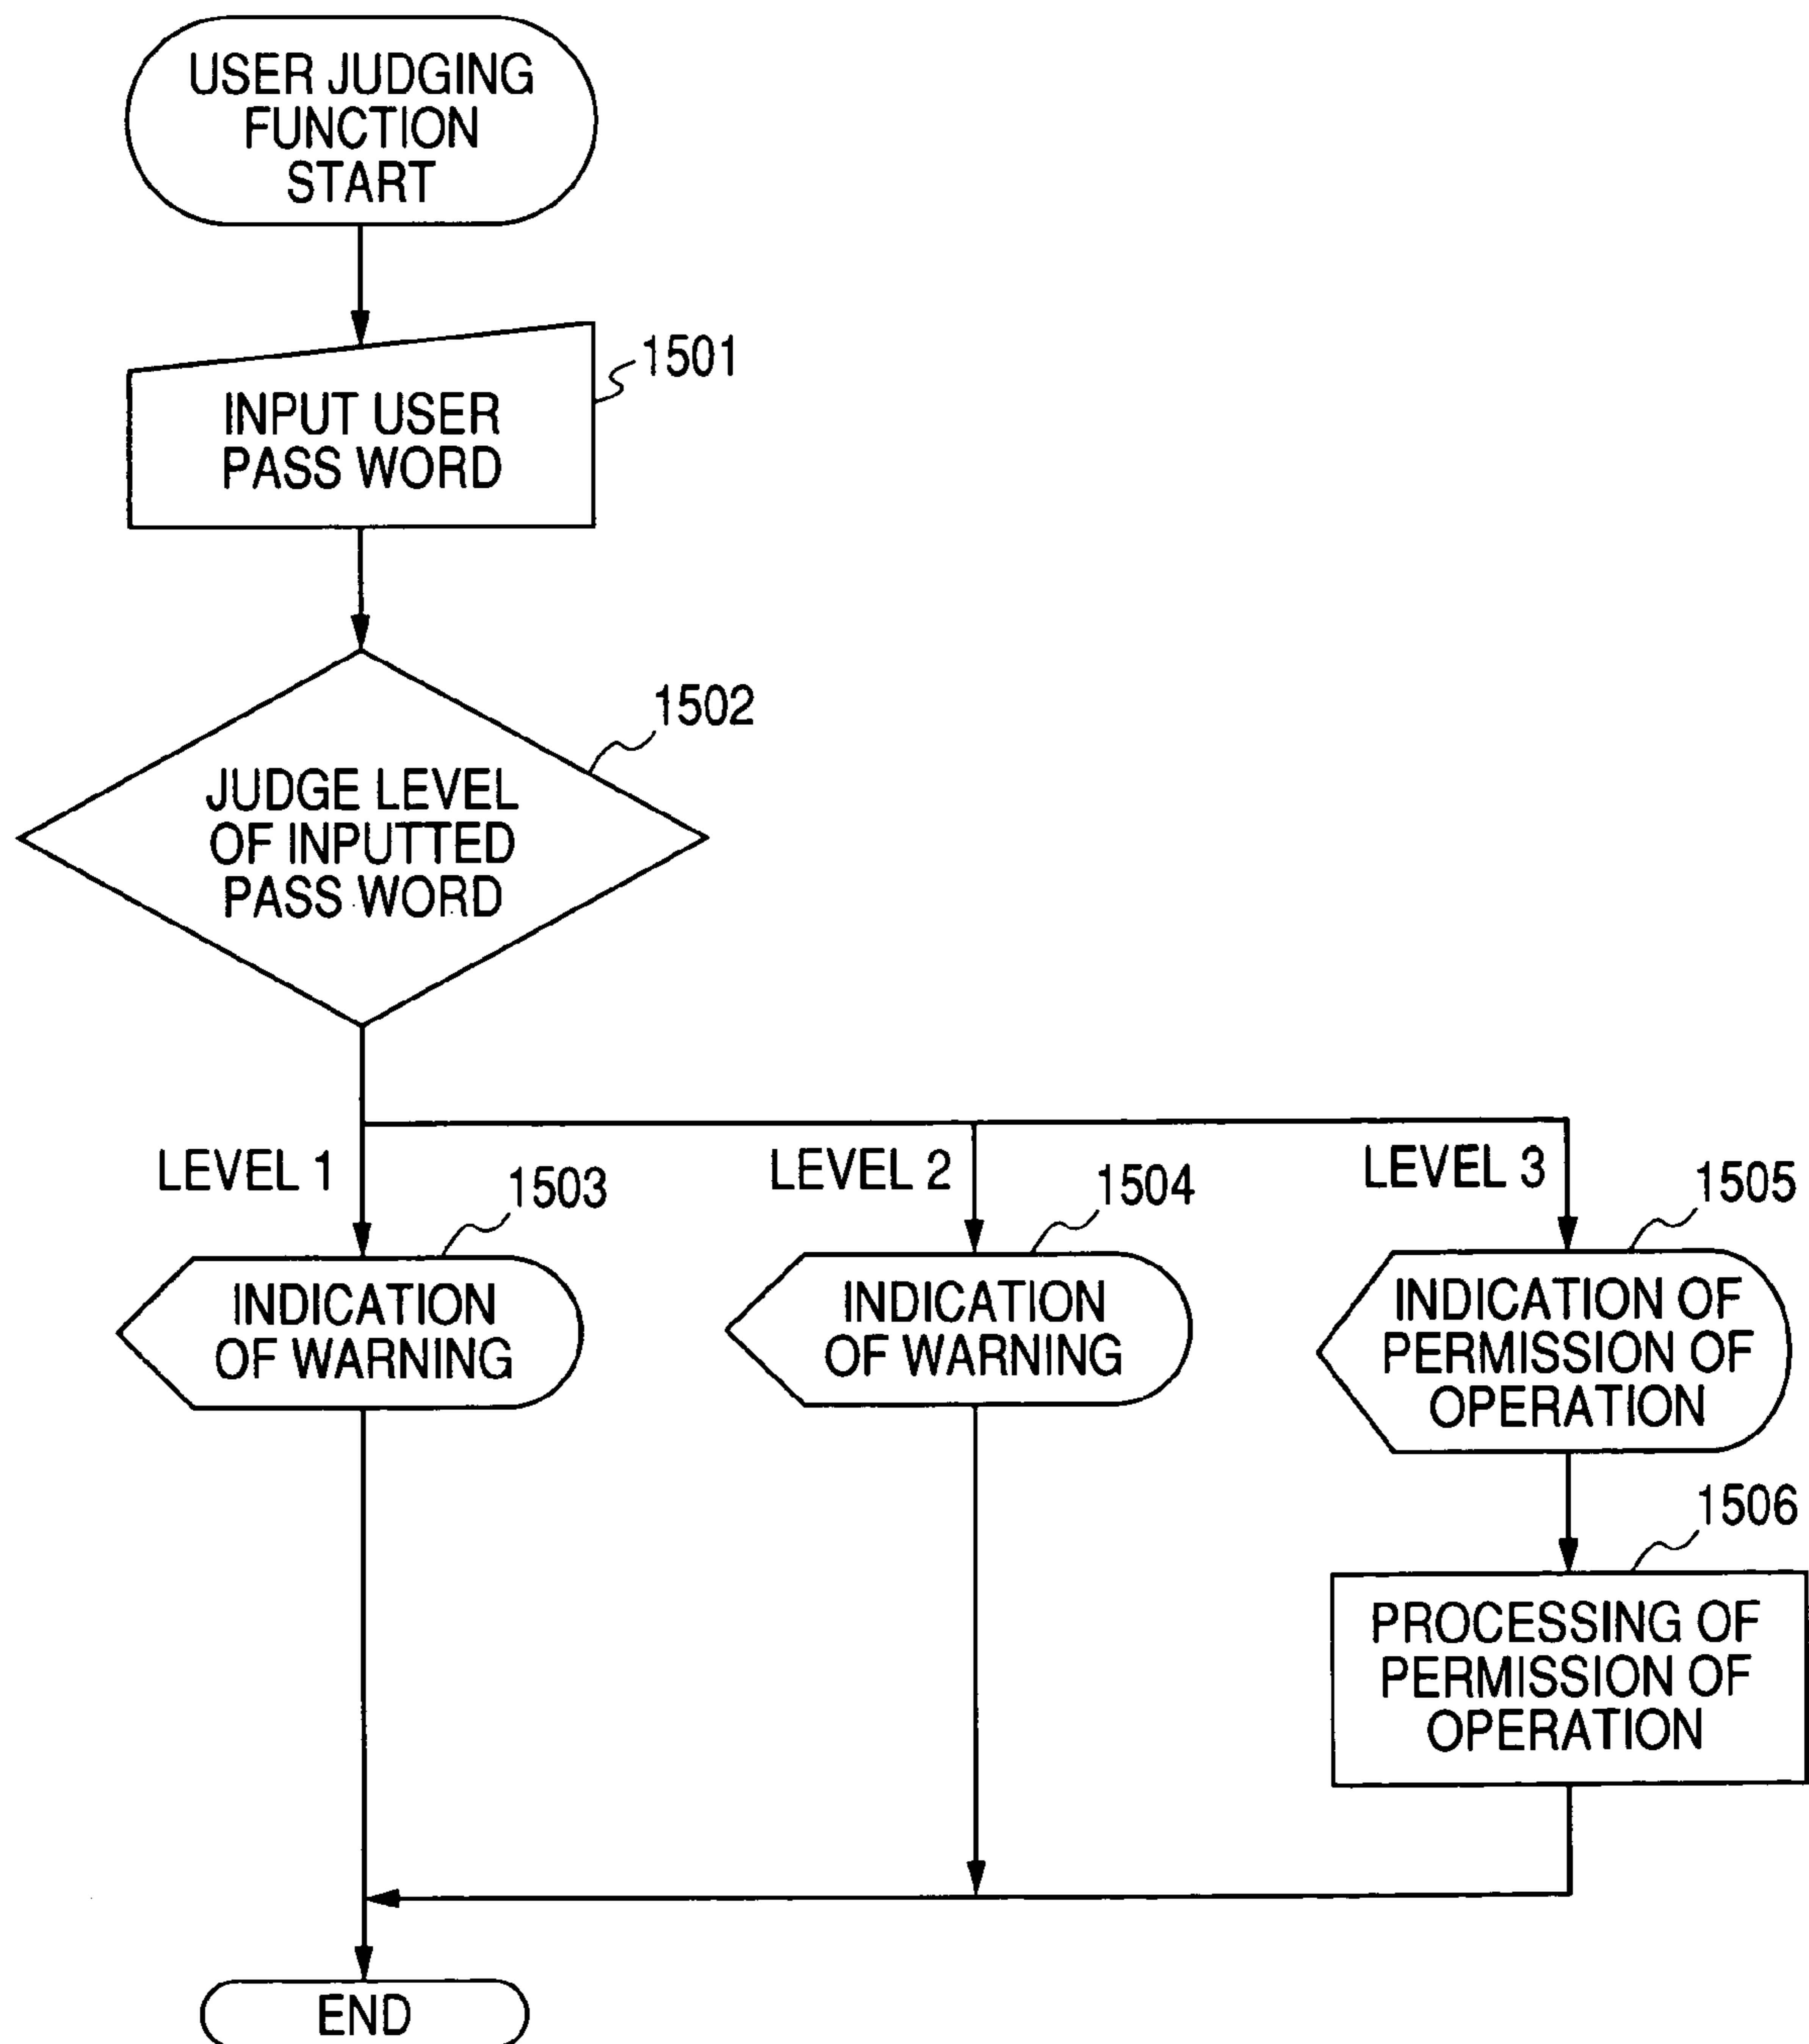 USER JUDGING
FUNCTION
START
1501
INPUT USER
PASS WORD
1502
JUDGE LEVEL
OF INPUTTED
PASS WORD
LEVEL 1
1503
LEVEL 2
1504
LEVEL 3
1505
INDICATION
OF WARNING
INDICATION
OF WARNING
INDICATION OF
PERMISSION OF
OPERATION
1506
PROCESSING OF
PERMISSION OF
OPERATION
END